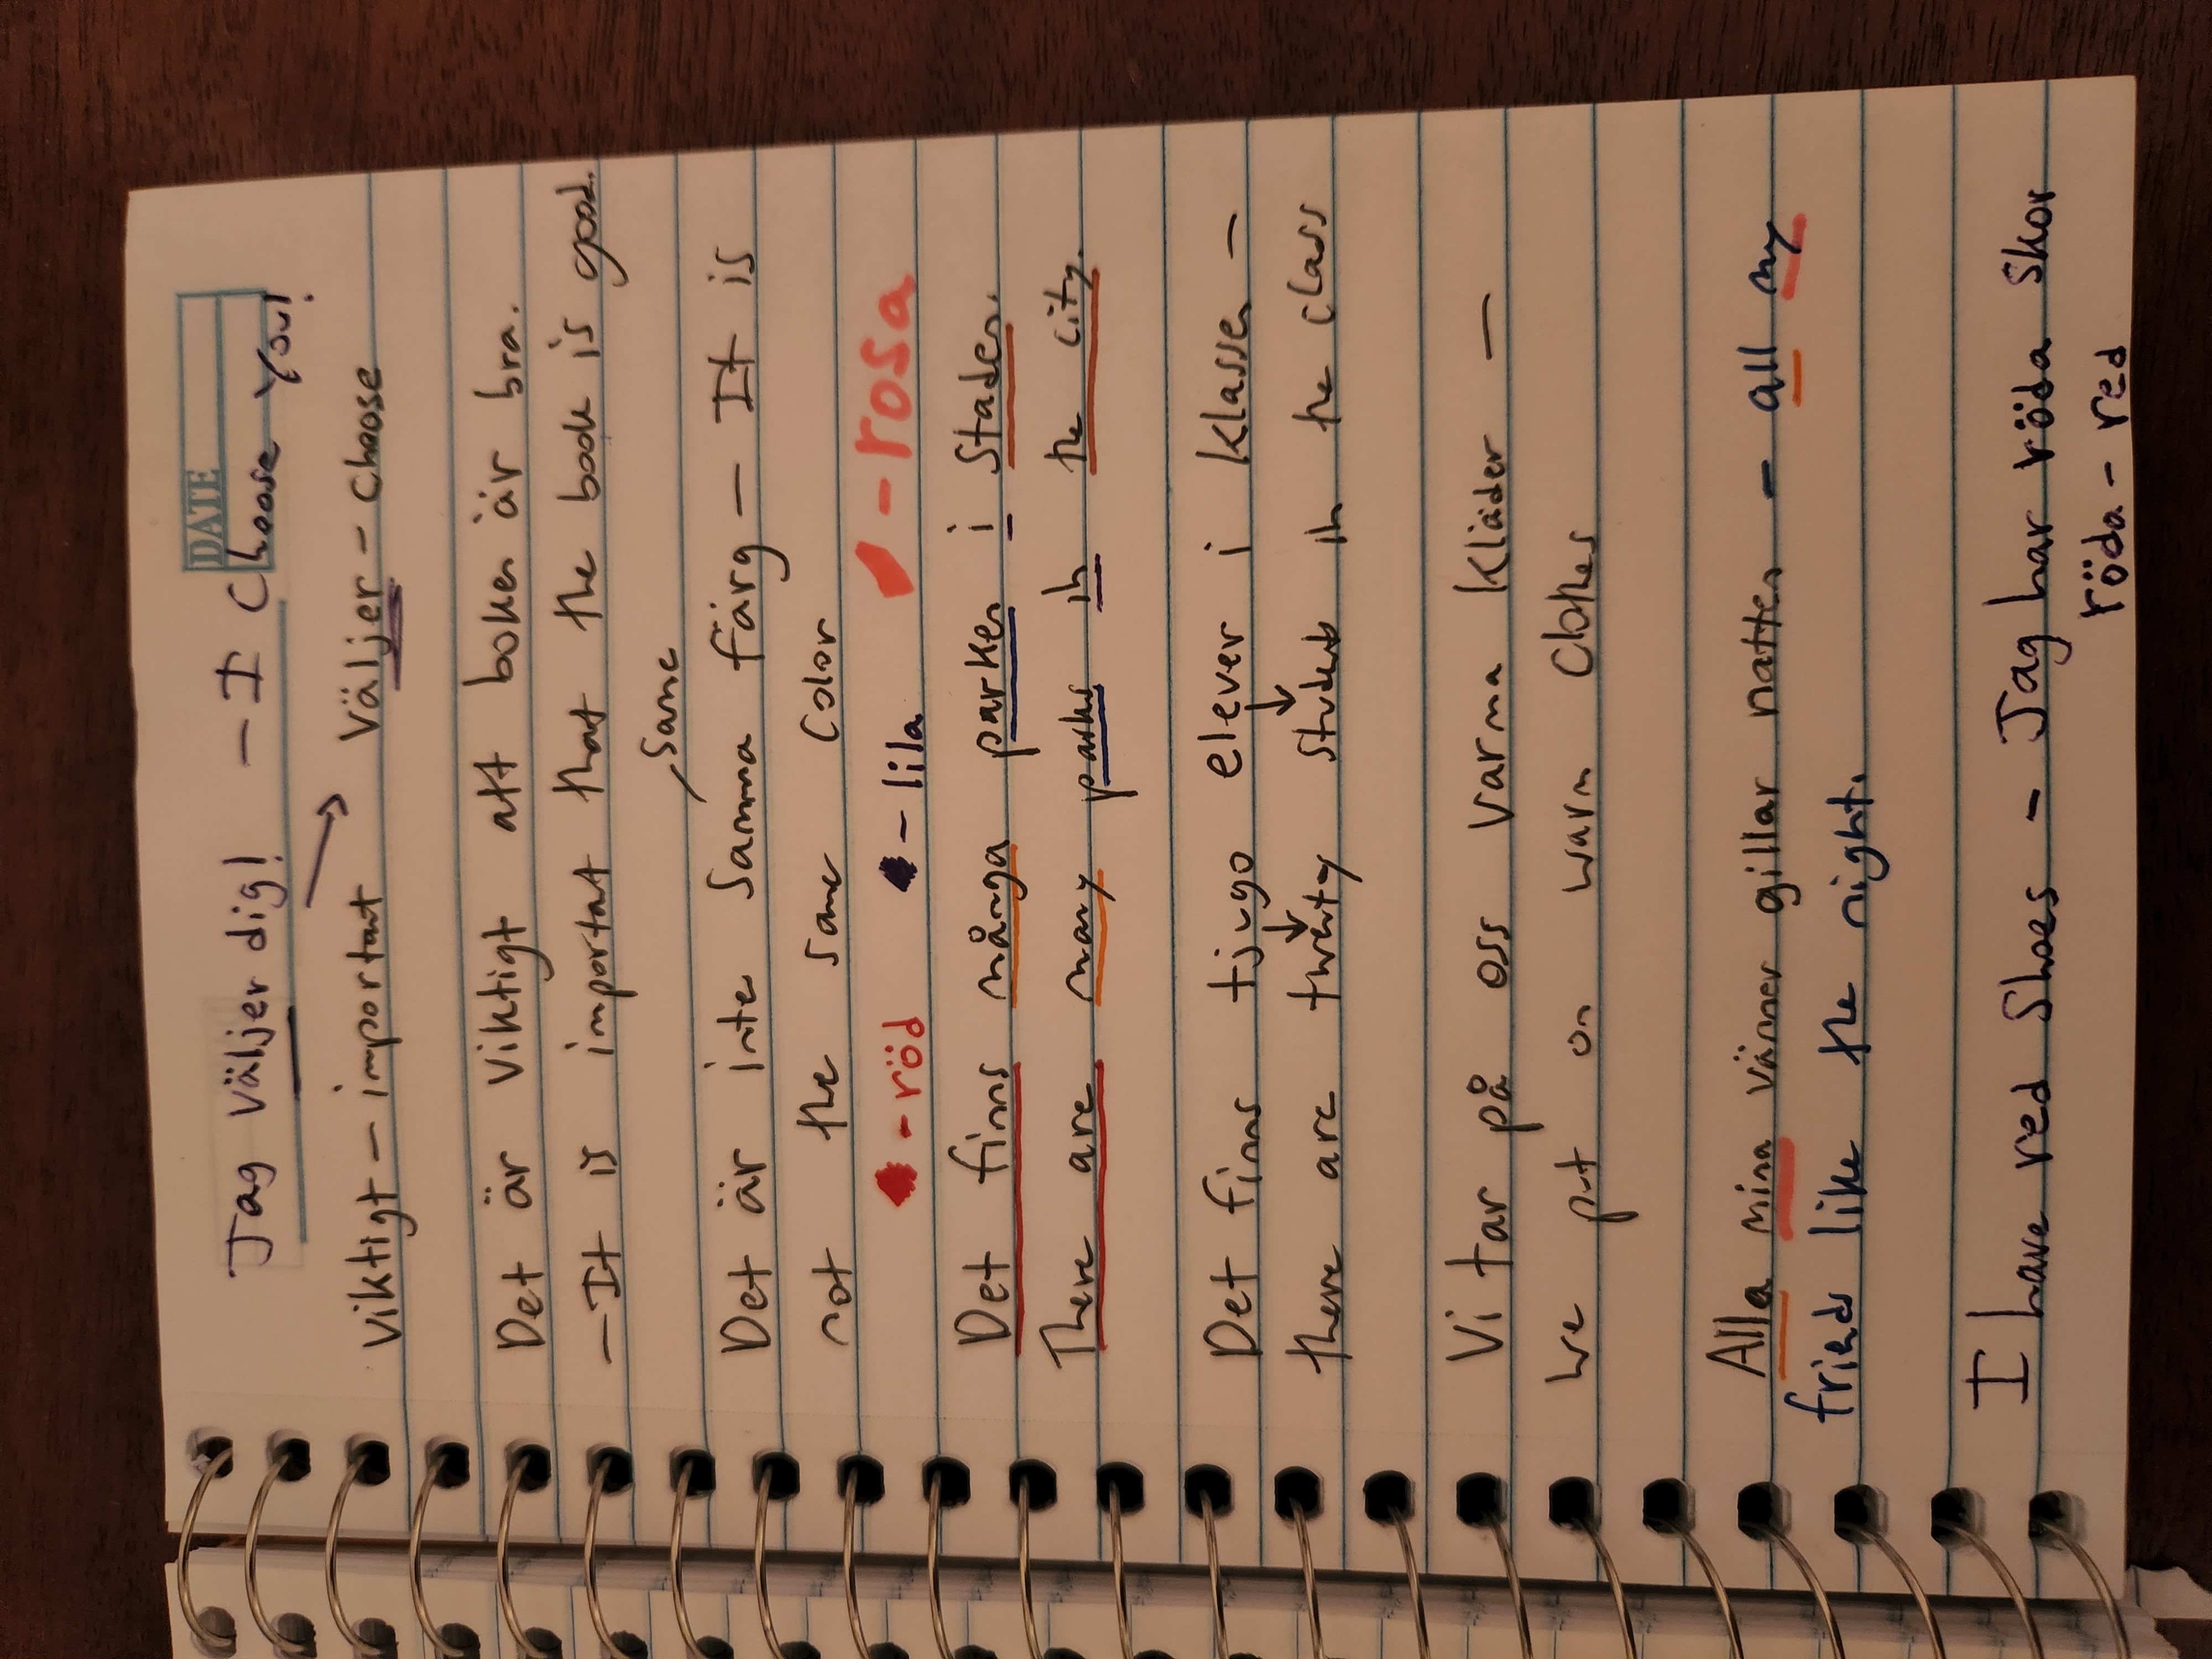 DATE
Jag väljer dig! – I Choose You!
viktigt – important Väljer – Choose
Det är viktigt att boken är bra.
– It is important that the book is good.
same
Det är inte samma färg – It is
not the same color
- röd - lila - rosa
Det finns många parker i staden.
There are many parks in the city.
Det finns tjugo elever i klassen –
there are twenty students in the class
Vi tar på oss varma kläder –
we put on warm clothes
Alla mina vänner gillar natten – all my
friends like the night.
I have red shoes – Jag har röda skor
röda – red